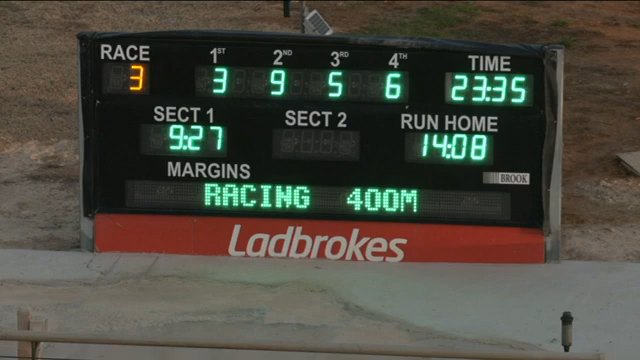 RACE 1ST 2ND 3RD 4TH TIME
3 3 9 5 6 23:35
SECT 1 SECT 2 RUN HOME
9:27 14:08
MARGINS BROOK
RACING 400M
Ladbrokes